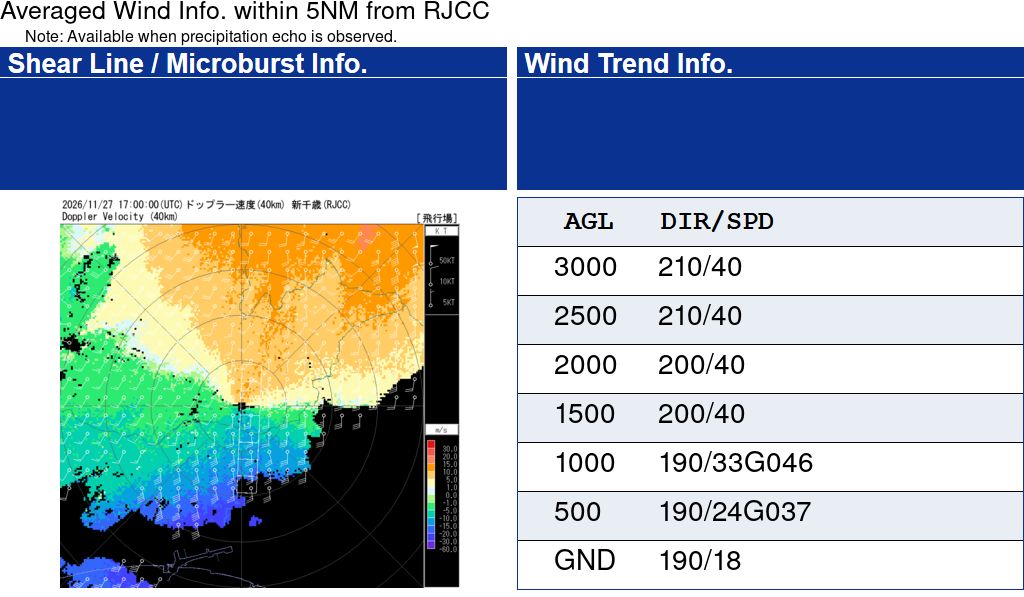 Averaged Wind Info. within 5NM from RJCC
Note: Available when precipitation echo is observed.
Shear Line / Microburst Info.
Wind Trend Info.
2026/11/27 17:00:00(UTC) ドップラー速度(40km) 新千歳(RJCC)
Doppler Velocity (40km)
[飛行場]
KT
50KT
10KT
5KT
m/s
30.0
20.0
15.0
10.0
5.0
1.0
0.0
-1.0
-5.0
-10.0
-15.0
-20.0
-30.0
-60.0
AGL DIR/SPD
3000 210/40
2500 210/40
2000 200/40
1500 200/40
1000 190/33G046
500 190/24G037
GND 190/18